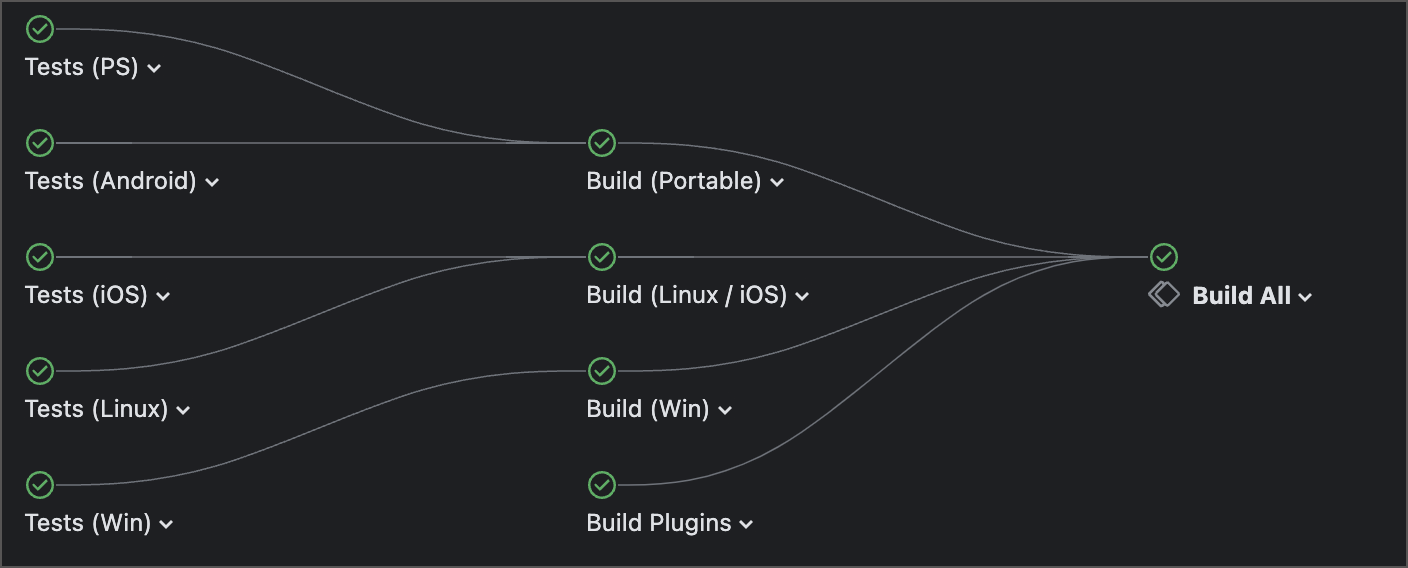 Tests (PS)
Tests (Android)
Build (Portable)
Tests (iOS)
Build (Linux / iOS)
Build All
Tests (Linux)
Build (Win)
Tests (Win)
Build Plugins